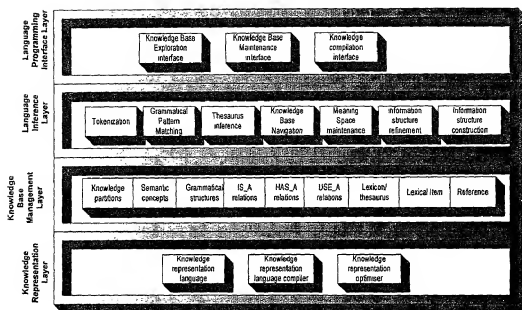 Language
Programming
Interface Layer
Knowledge Base
Exploration
interface
Knowledge Base
Maintenance
interface
Knowledge
compilation
interface
Language
Inference
Layer
Tokenization
Grammatical
Pattern
Matching
Thesaurus
inference
Knowledge
Base
Navigation
Meaning
Space
maintenance
Information
structure
refinement
Information
structure
construction
Knowledge
Base
Management
Layer
Knowledge
partitions
Semantic
concepts
Grammatical
structures
IS_A
relations
HAS_A
relations
USE_A
relations
Lexicon/
thesaurus
Lexical item
Reference
Knowledge
Representation
Layer
Knowledge
representation
language
Knowledge
representation
language compiler
Knowledge
representation
optimiser